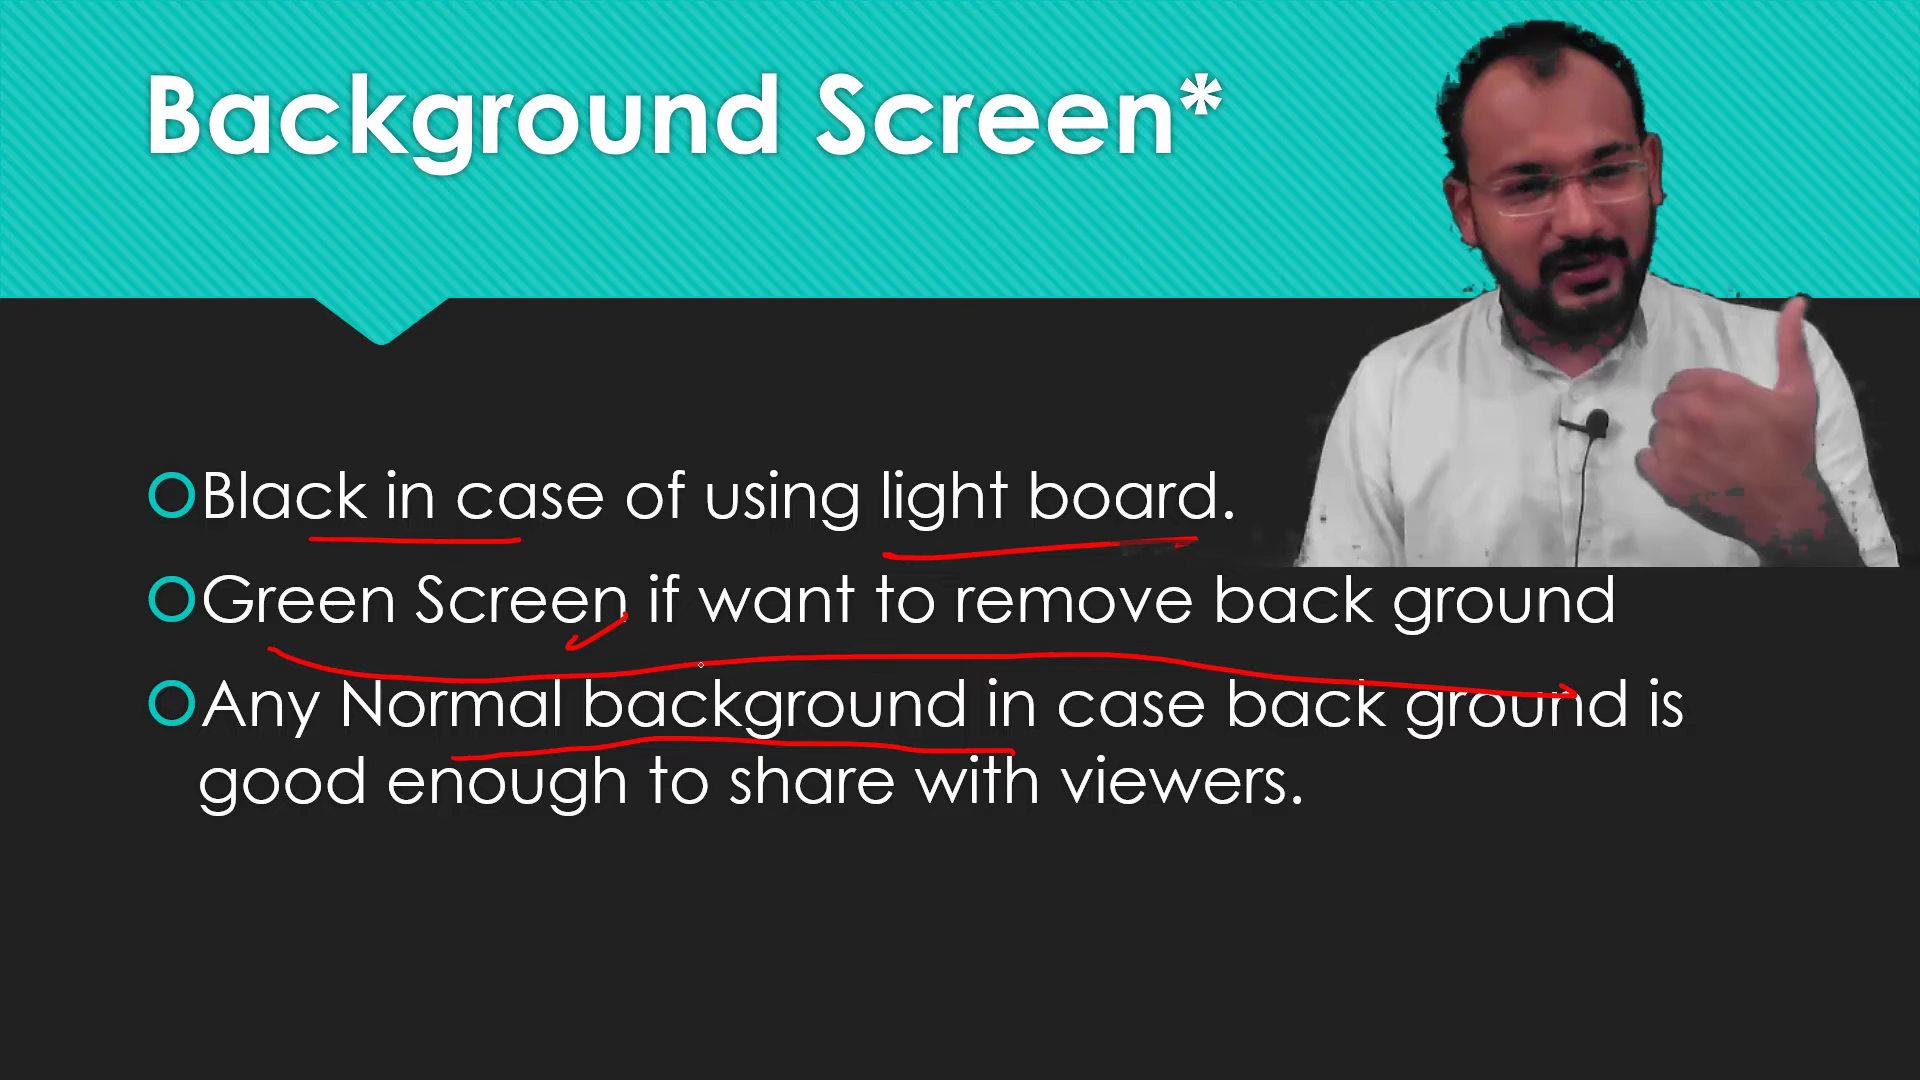 Background Screen*
Black in case of using light board.
Green Screen if want to remove back ground
Any Normal background in case back ground is
good enough to share with viewers.